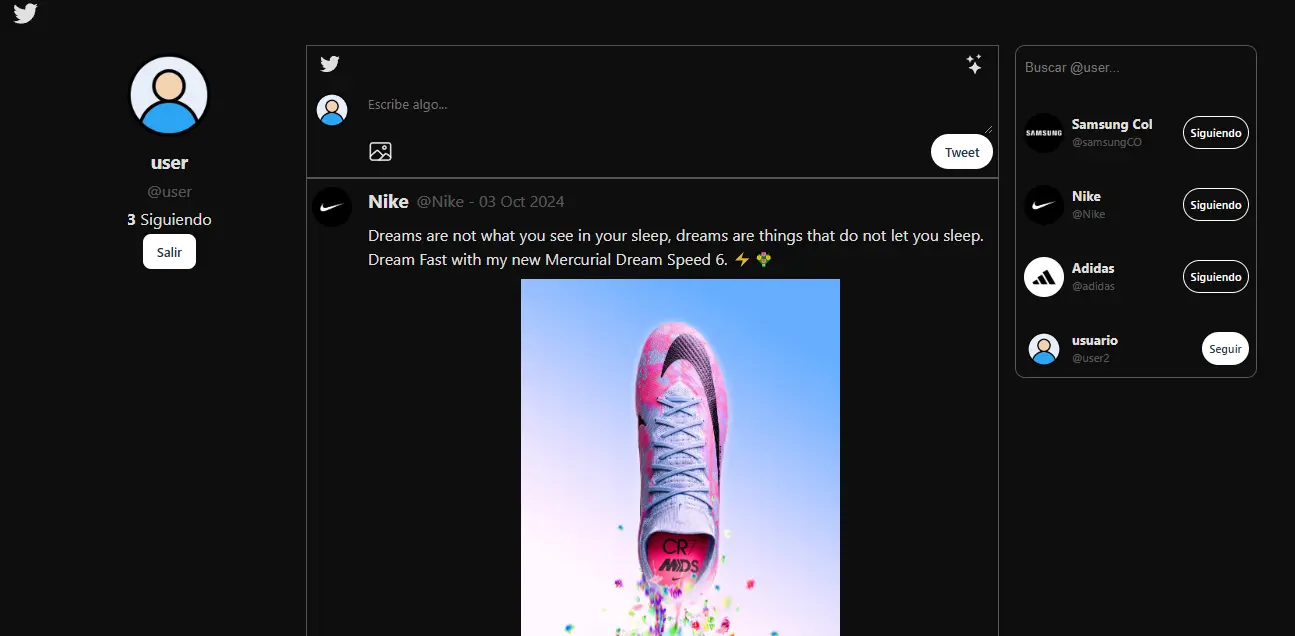 user
@user
3 Siguiendo
Salir
Escribe algo...
Tweet
Nike @Nike - 03 Oct 2024
Dreams are not what you see in your sleep, dreams are things that do not let you sleep.
Dream Fast with my new Mercurial Dream Speed 6. ⚡ 💐
CR7
MDS
Buscar @user...
SAMSUNG
Samsung Col
@samsungCO
Siguiendo
Nike
@Nike
Siguiendo
Adidas
@adidas
Siguiendo
usuario
@user2
Seguir